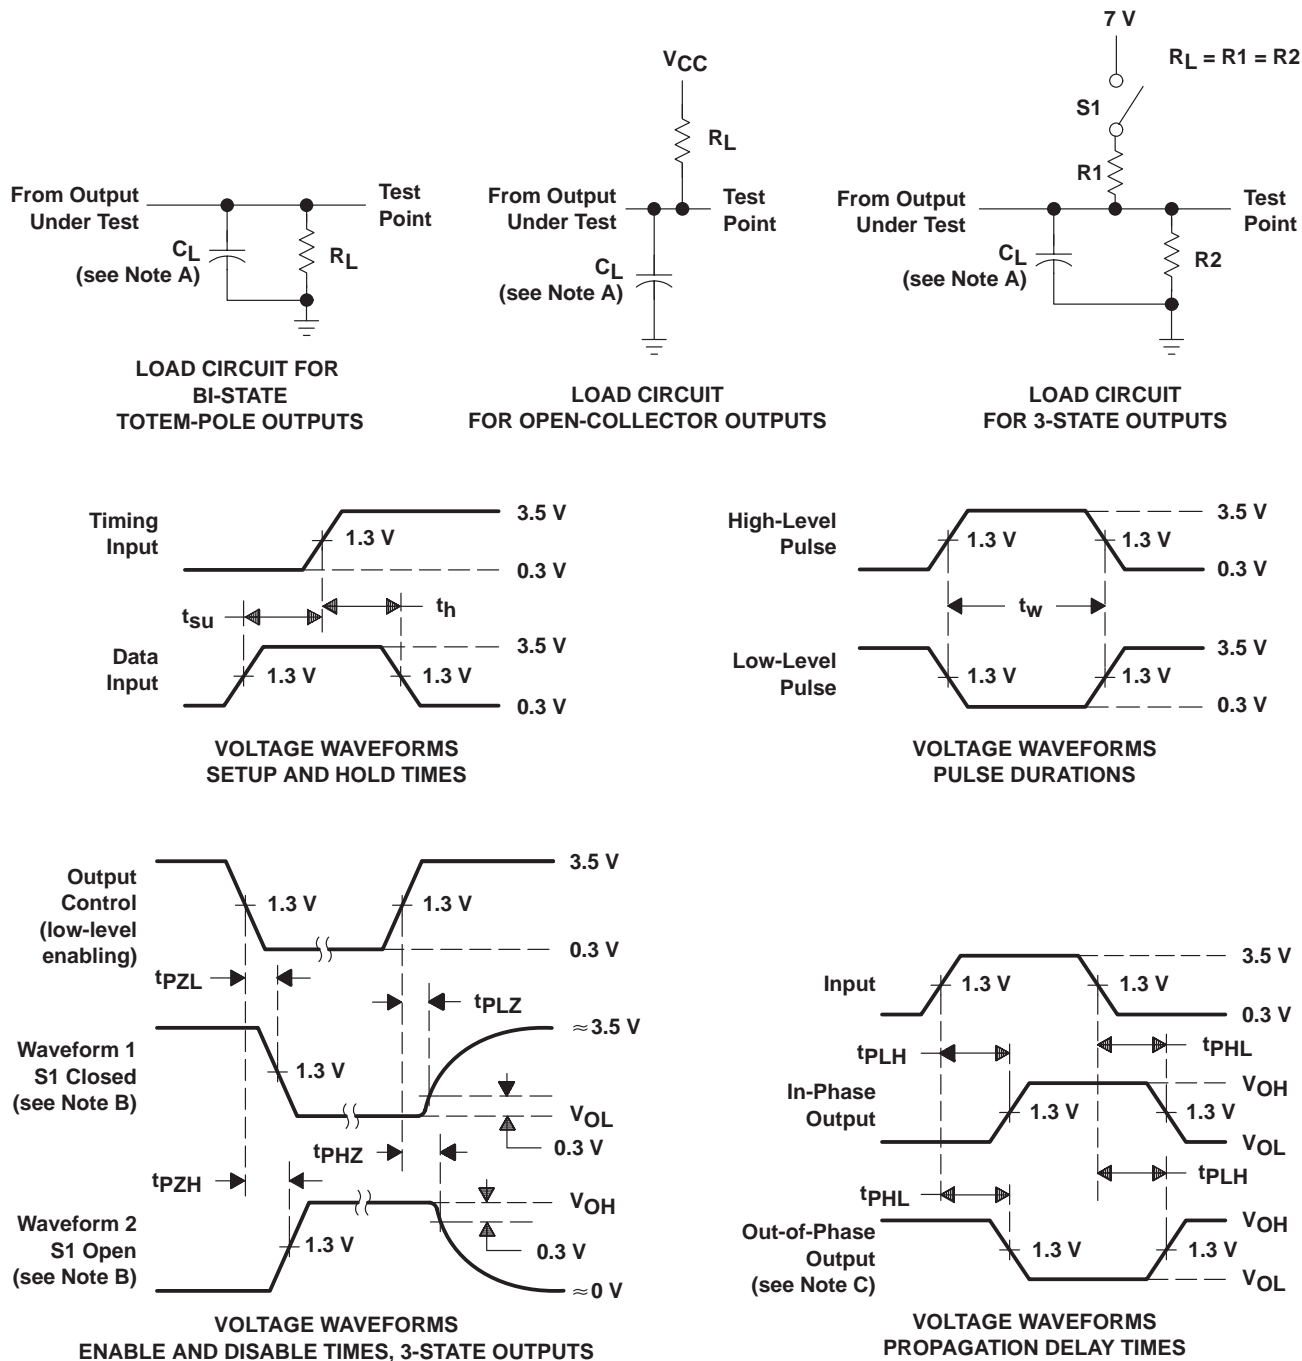 From Output
Under Test
Test
Point
CL
(see Note A)
RL
LOAD CIRCUIT FOR
BI-STATE
TOTEM-POLE OUTPUTS
VCC
RL
From Output
Under Test
Test
Point
CL
(see Note A)
LOAD CIRCUIT
FOR OPEN-COLLECTOR OUTPUTS
7 V
RL = R1 = R2
S1
R1
From Output
Under Test
Test
Point
CL
(see Note A)
R2
LOAD CIRCUIT
FOR 3-STATE OUTPUTS
Timing
Input
1.3 V
3.5 V
0.3 V
tsu
th
Data
Input
1.3 V
1.3 V
3.5 V
0.3 V
VOLTAGE WAVEFORMS
SETUP AND HOLD TIMES
High-Level
Pulse
1.3 V
1.3 V
3.5 V
0.3 V
tw
Low-Level
Pulse
1.3 V
1.3 V
3.5 V
0.3 V
VOLTAGE WAVEFORMS
PULSE DURATIONS
Output
Control
(low-level
enabling)
1.3 V
1.3 V
3.5 V
0.3 V
tPZL
tPLZ
Waveform 1
S1 Closed
(see Note B)
1.3 V
≈3.5 V
VOL
0.3 V
tPHZ
tPZH
Waveform 2
S1 Open
(see Note B)
1.3 V
VOH
0.3 V
≈0 V
VOLTAGE WAVEFORMS
ENABLE AND DISABLE TIMES, 3-STATE OUTPUTS
Input
1.3 V
1.3 V
3.5 V
0.3 V
tPLH
tPHL
In-Phase
Output
1.3 V
1.3 V
VOH
VOL
tPHL
tPLH
Out-of-Phase
Output
(see Note C)
1.3 V
1.3 V
VOH
VOL
VOLTAGE WAVEFORMS
PROPAGATION DELAY TIMES